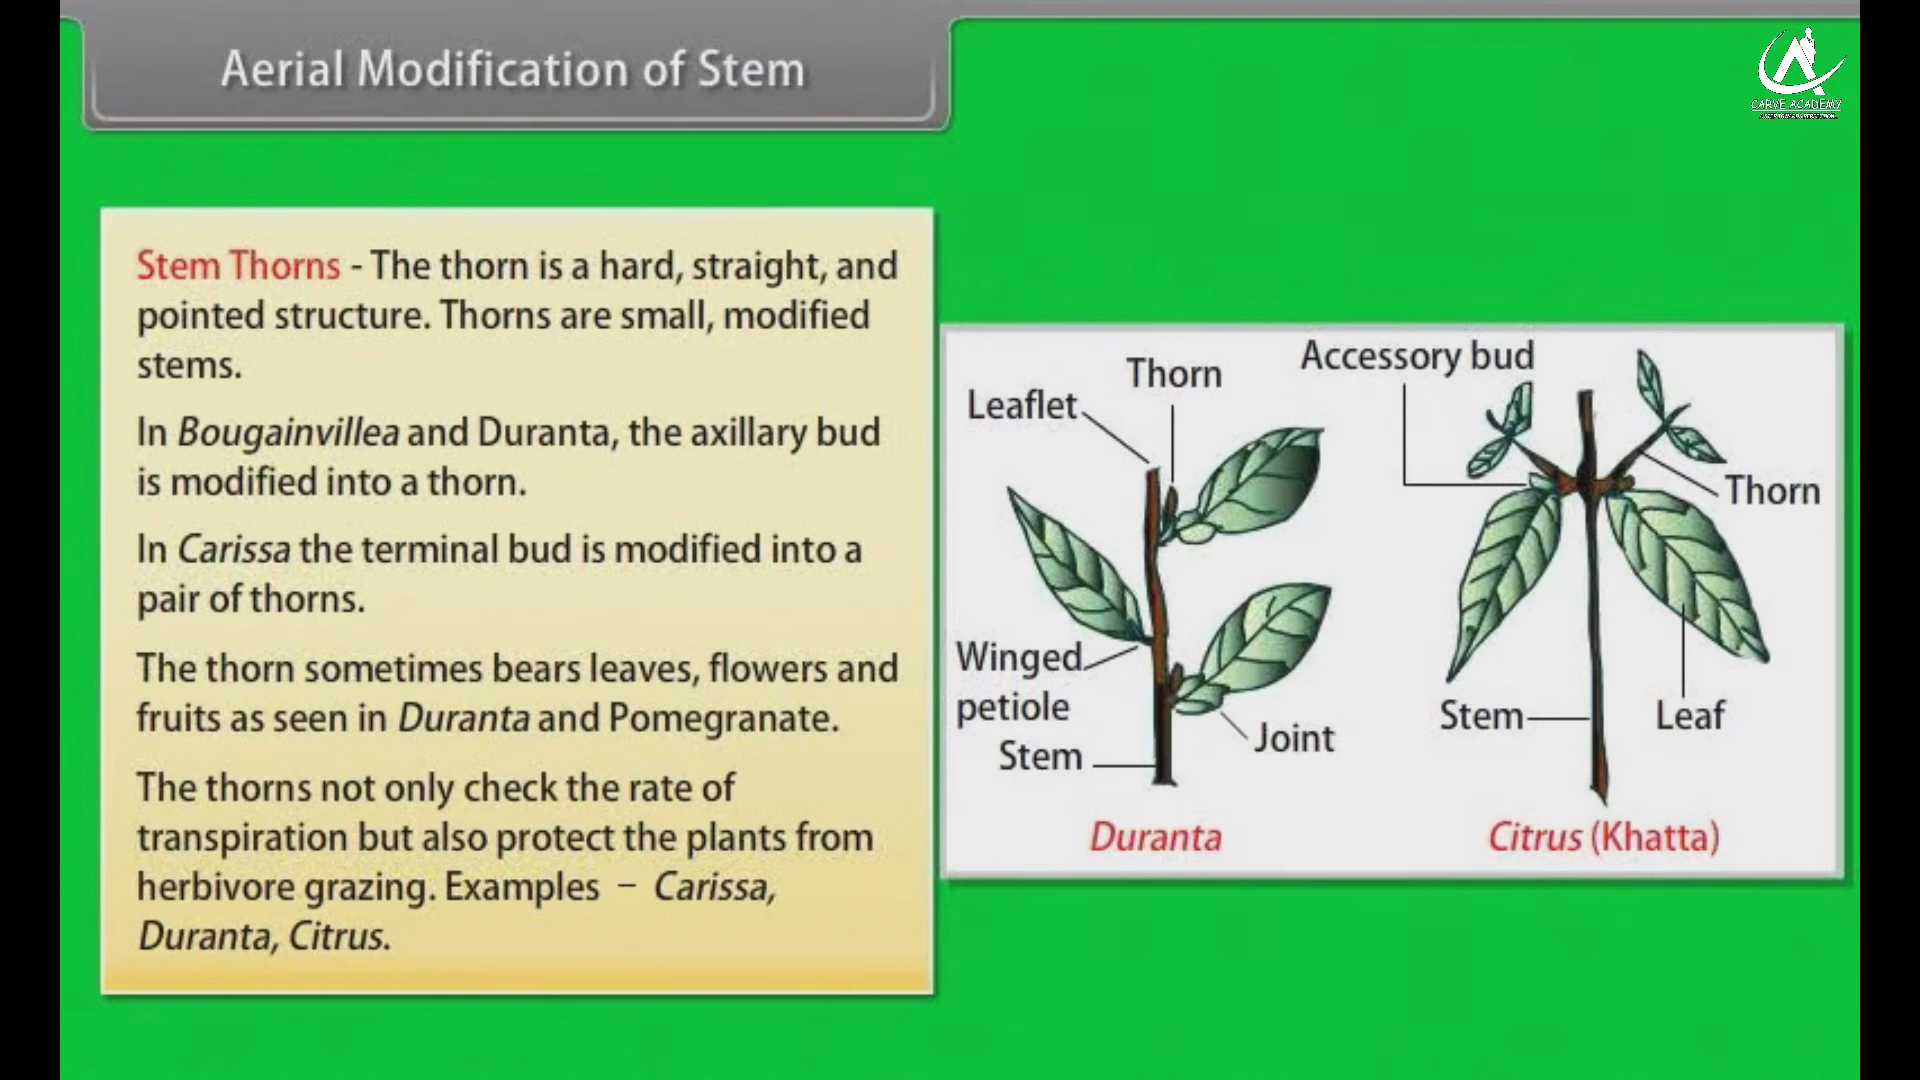 Aerial Modification of Stem
CARVE ACADEMY
Stem Thorns - The thorn is a hard, straight, and
pointed structure. Thorns are small, modified
stems.
In Bougainvillea and Duranta, the axillary bud
is modified into a thorn.
In Carissa the terminal bud is modified into a
pair of thorns.
The thorn sometimes bears leaves, flowers and
fruits as seen in Duranta and Pomegranate.
The thorns not only check the rate of
transpiration but also protect the plants from
herbivore grazing. Examples – Carissa,
Duranta, Citrus.
Thorn
Leaflet
Winged
petiole
Stem
Joint
Duranta
Accessory bud
Thorn
Stem
Leaf
Citrus (Khatta)